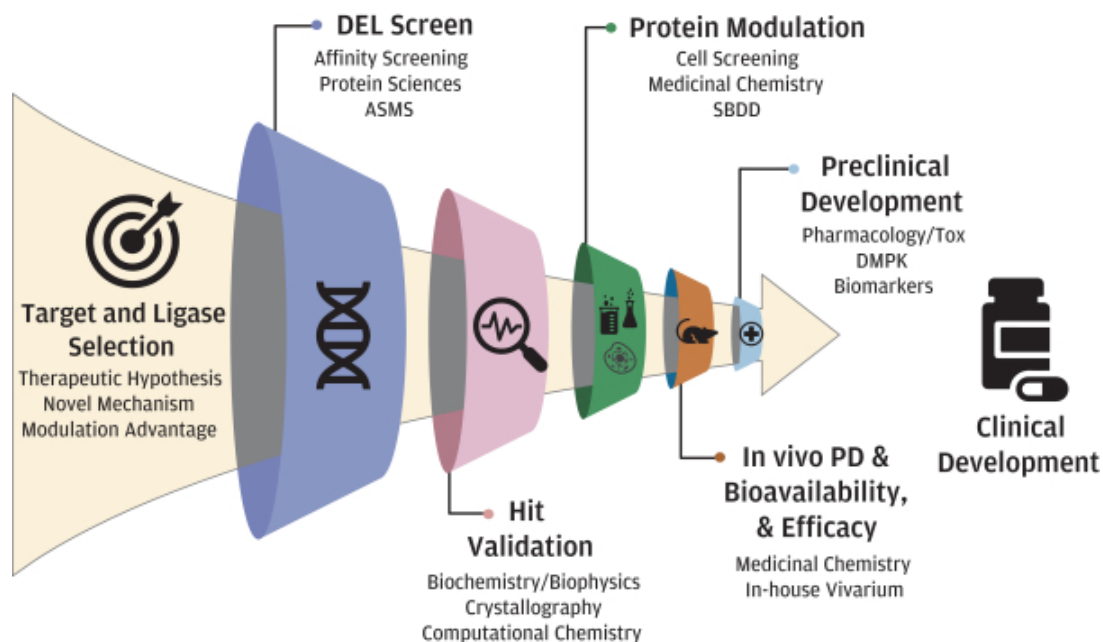 DEL Screen
Affinity Screening
Protein Sciences
ASMS
Protein Modulation
Cell Screening
Medicinal Chemistry
SBDD
Preclinical
Development
Pharmacology/Tox
DMPK
Biomarkers
Target and Ligase
Selection
Therapeutic Hypothesis
Novel Mechanism
Modulation Advantage
Hit
Validation
Biochemistry/Biophysics
Crystallography
Computational Chemistry
In vivo PD &
Bioavailability,
& Efficacy
Medicinal Chemistry
In-house Vivarium
Clinical
Development